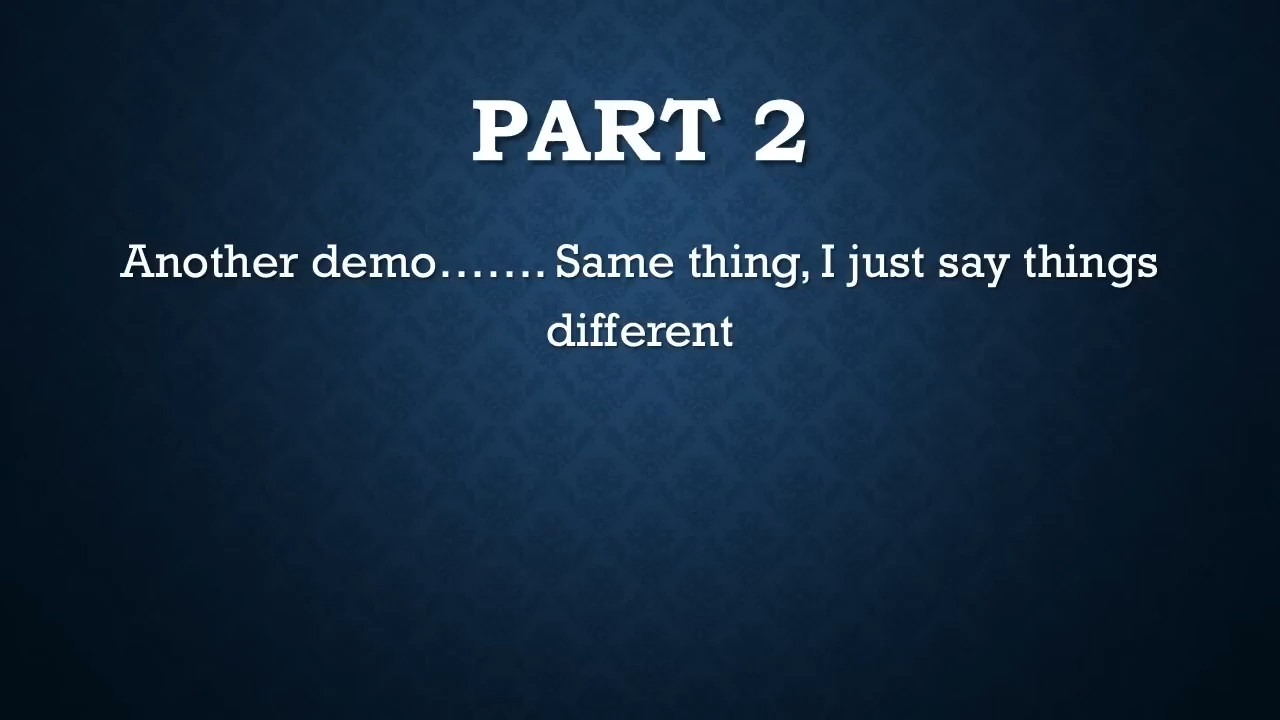 PART 2
Another demo....... Same thing, I just say things
different